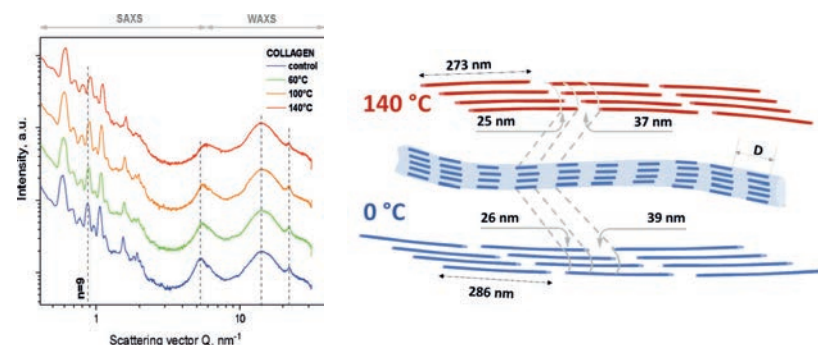 SAXS
WAXS
COLLAGEN
control
60°C
100°C
140°C
Intensity, a.u.
n=9
1
10
Scattering vector Q, nm-1
273 nm
140 °C
25 nm
37 nm
D
0 °C
26 nm
39 nm
286 nm